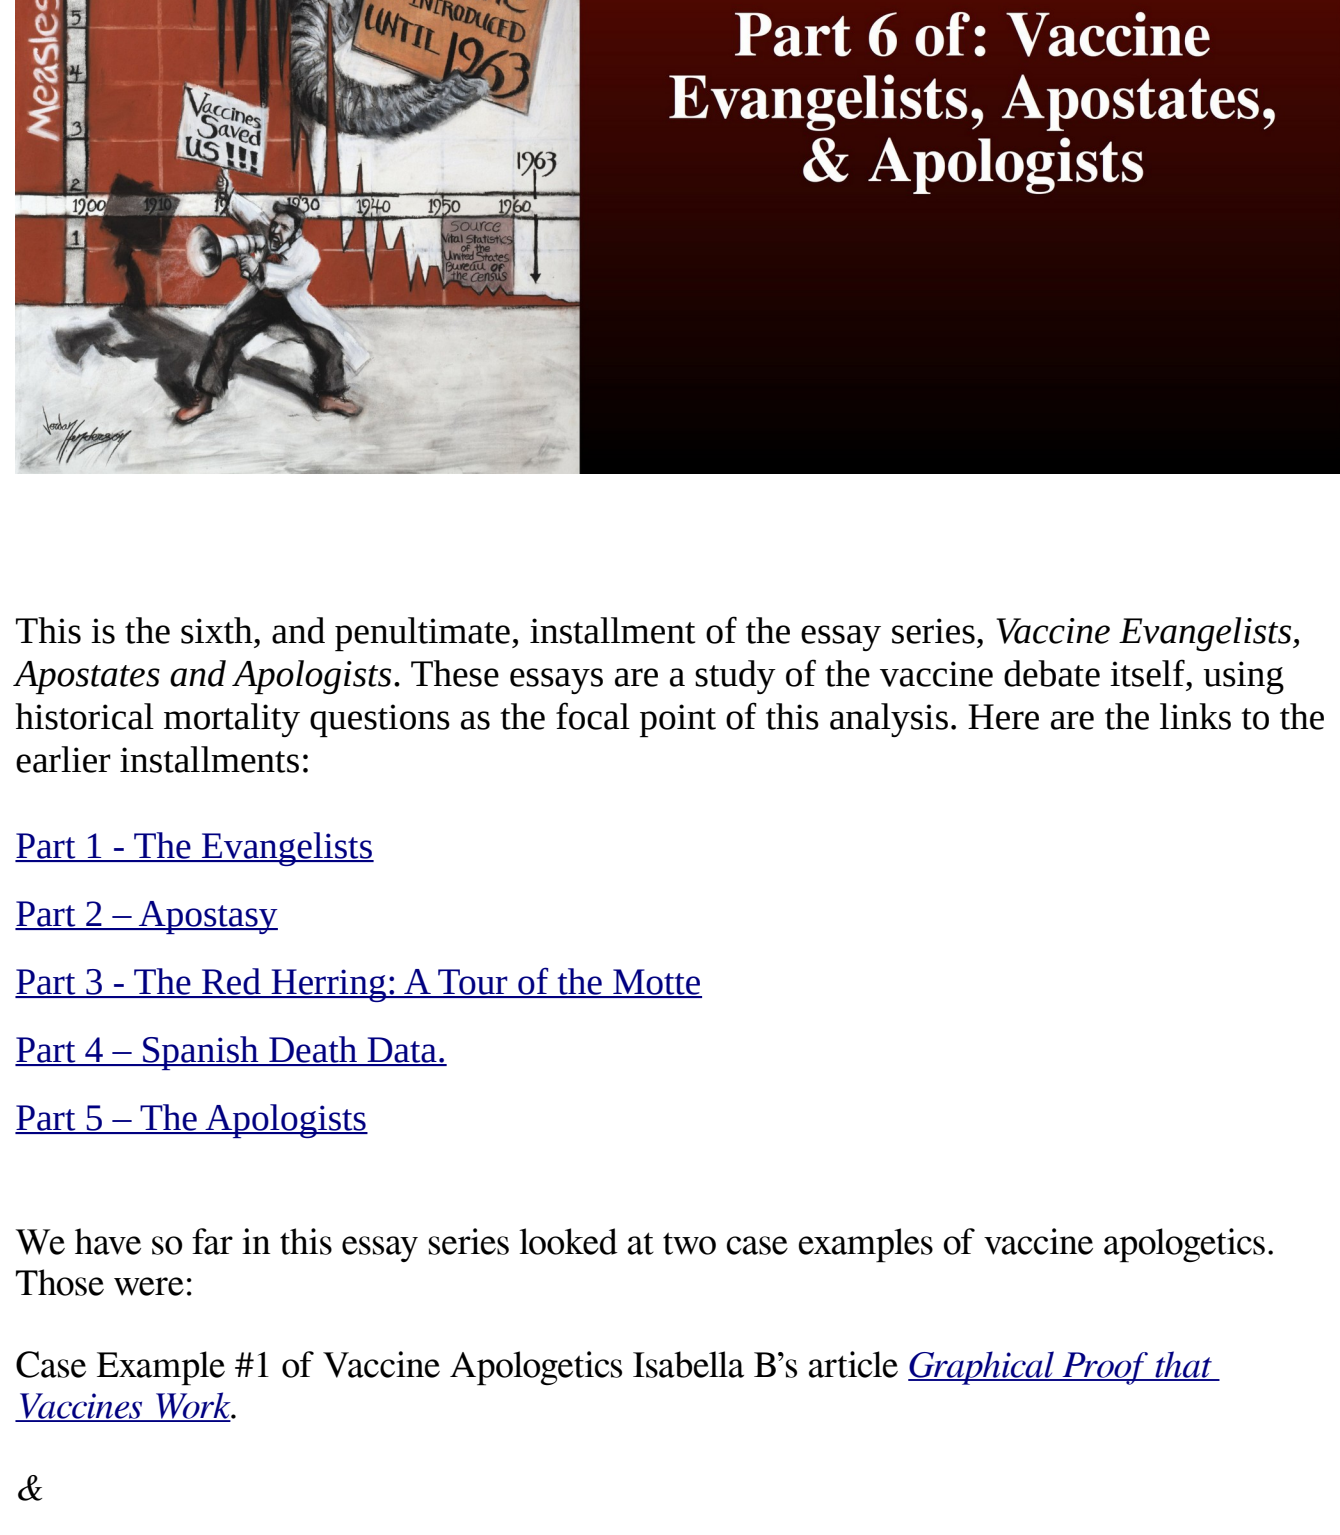 INTRODUCED
UNTIL 1963
Measles
5
4
3
2
1
Vaccines
Saved
US!!!
1963
1900 1910 1930 1940 1950 1960
Source
Vital Statistics
of the
United States
Bureau of
the Census
Jordan Henderson
Part 6 of: Vaccine
Evangelists, Apostates,
& Apologists
This is the sixth, and penultimate, installment of the essay series, Vaccine Evangelists,
Apostates and Apologists. These essays are a study of the vaccine debate itself, using
historical mortality questions as the focal point of this analysis. Here are the links to the
earlier installments:
Part 1 - The Evangelists
Part 2 – Apostasy
Part 3 - The Red Herring: A Tour of the Motte
Part 4 – Spanish Death Data.
Part 5 – The Apologists
We have so far in this essay series looked at two case examples of vaccine apologetics.
Those were:
Case Example #1 of Vaccine Apologetics Isabella B’s article Graphical Proof that
Vaccines Work.
&